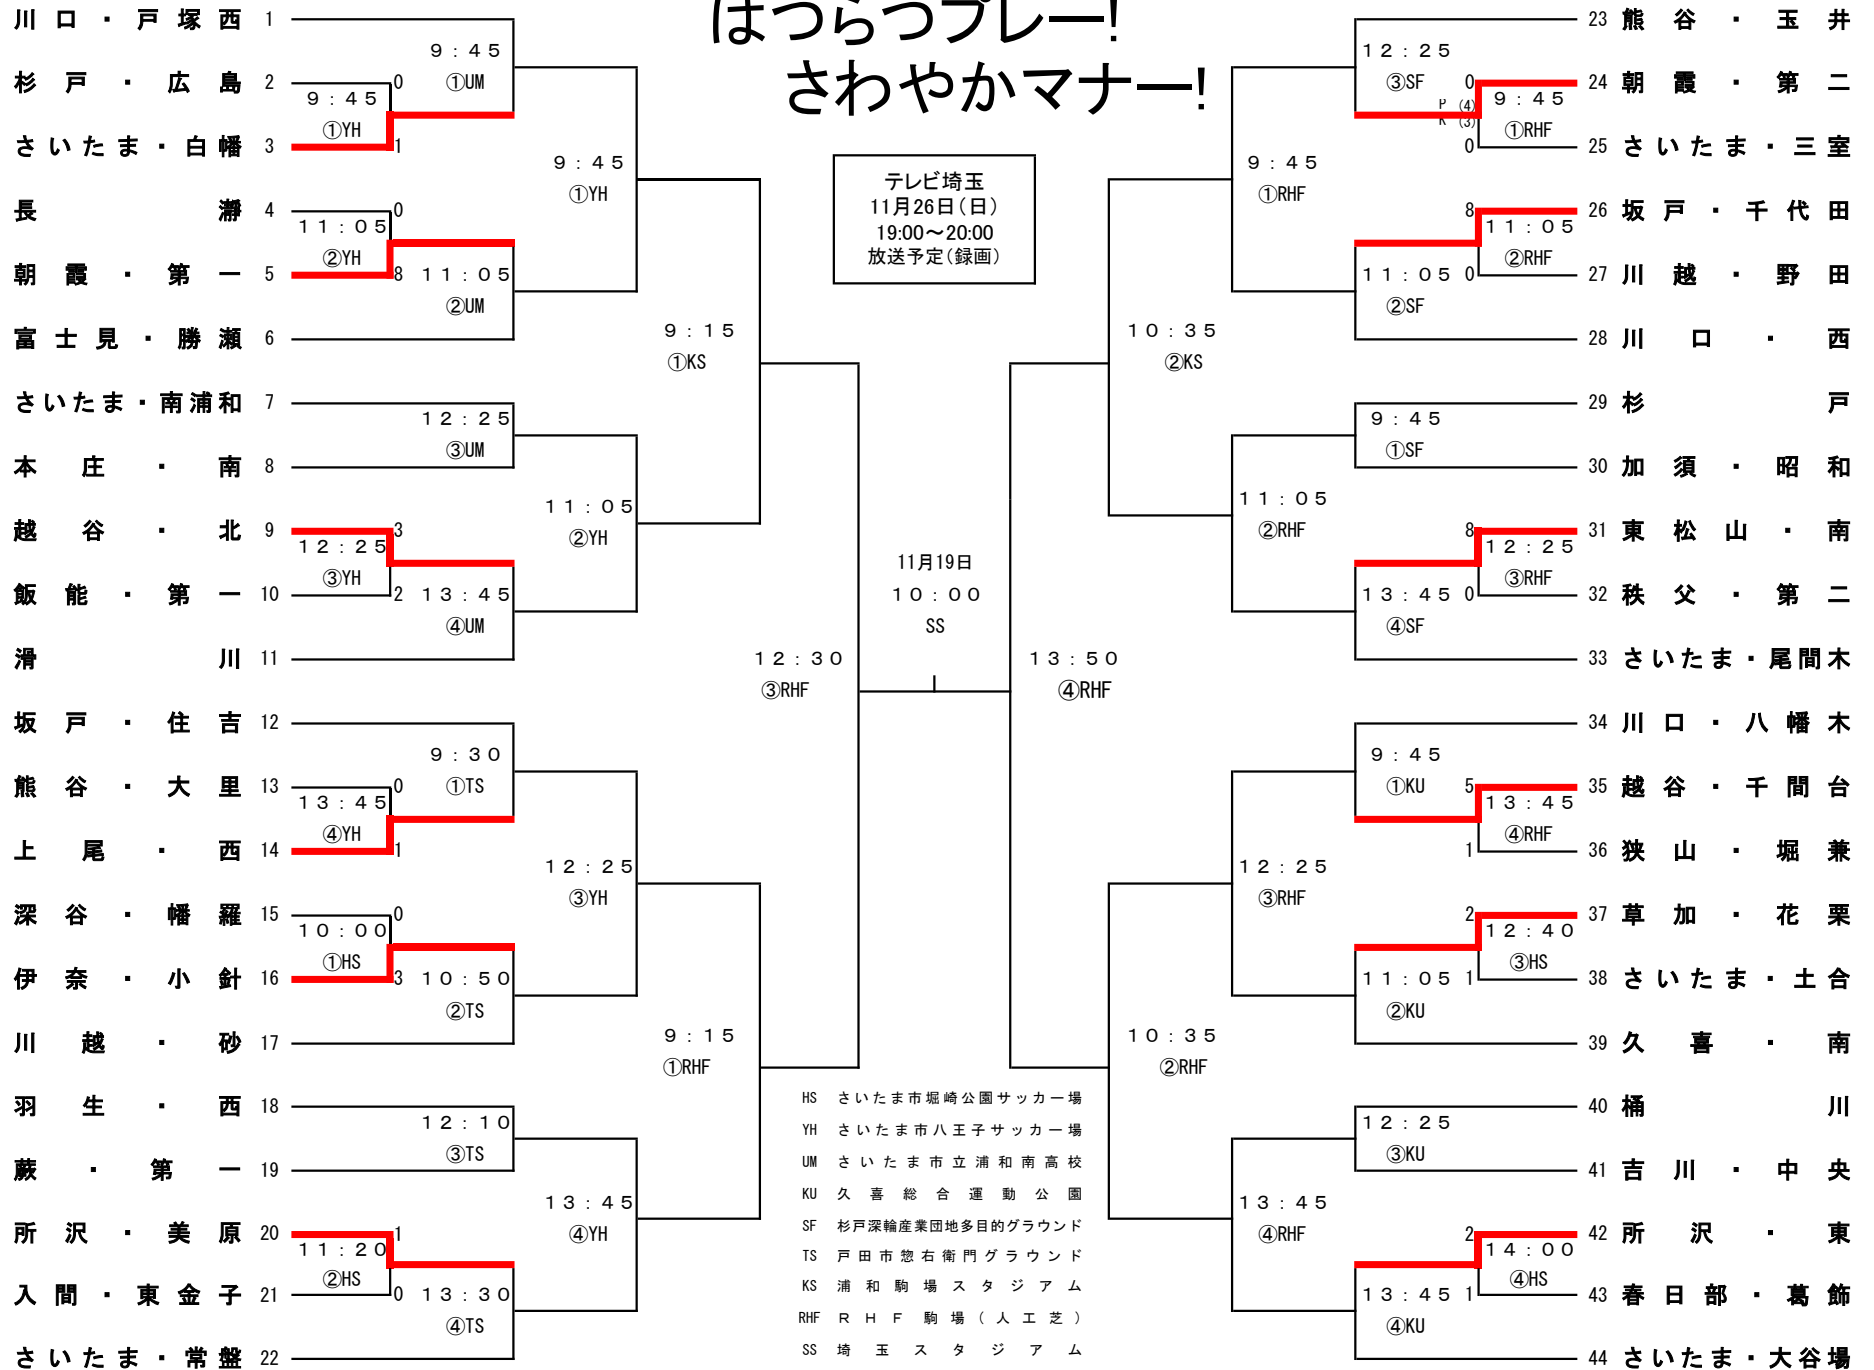 はつらつプレー!
さわやかマナー!
川口・戸塚西 1
杉戸・広島 2
さいたま・白幡 3
長瀞 4
朝霞・第一 5
富士見・勝瀬 6
さいたま・南浦和 7
本庄・南 8
越谷・北 9
飯能・第一 10
滑川 11
坂戸・住吉 12
熊谷・大里 13
上尾・西 14
深谷・幡羅 15
伊奈・小針 16
川越・砂 17
羽生・西 18
蕨・第一 19
所沢・美原 20
入間・東金子 21
さいたま・常盤 22
0
9:45
①YH
1
0
11:05
②YH
8
3
12:25
③YH
2
0
13:45
④YH
1
0
10:00
①HS
3
1
11:20
②HS
0
9:45
①UM
11:05
②UM
12:25
③UM
13:45
④UM
9:30
①TS
10:50
②TS
12:10
③TS
13:30
④TS
9:45
①YH
11:05
②YH
12:25
③YH
13:45
④YH
9:15
①KS
9:15
①RHF
12:30
③RHF
テレビ埼玉
11月26日(日)
19:00~20:00
放送予定(録画)
11月19日
10:00
SS
13:50
④RHF
10:35
②KS
10:35
②RHF
9:45
①RHF
11:05
②RHF
12:25
③RHF
13:45
④RHF
12:25
③SF
11:05
②SF
9:45
①SF
13:45
④SF
9:45
①KU
11:05
②KU
12:25
③KU
13:45
④KU
0
P (4)
K (3)
0
9:45
①RHF
8
11:05
②RHF
0
8
12:25
③RHF
0
5
13:45
④RHF
1
2
12:40
③HS
1
2
14:00
④HS
1
23 熊谷・玉井
24 朝霞・第二
25 さいたま・三室
26 坂戸・千代田
27 川越・野田
28 川口・西
29 杉戸
30 加須・昭和
31 東松山・南
32 秩父・第二
33 さいたま・尾間木
34 川口・八幡木
35 越谷・千間台
36 狭山・堀兼
37 草加・花栗
38 さいたま・土合
39 久喜・南
40 桶川
41 吉川・中央
42 所沢・東
43 春日部・葛飾
44 さいたま・大谷場
HS さいたま市堀崎公園サッカー場
YH さいたま市八王子サッカー場
UM さいたま市立浦和南高校
KU 久喜総合運動公園
SF 杉戸深輪産業団地多目的グラウンド
TS 戸田市惣右衛門グラウンド
KS 浦和駒場スタジアム
RHF RHF駒場(人工芝)
SS 埼玉スタジアム